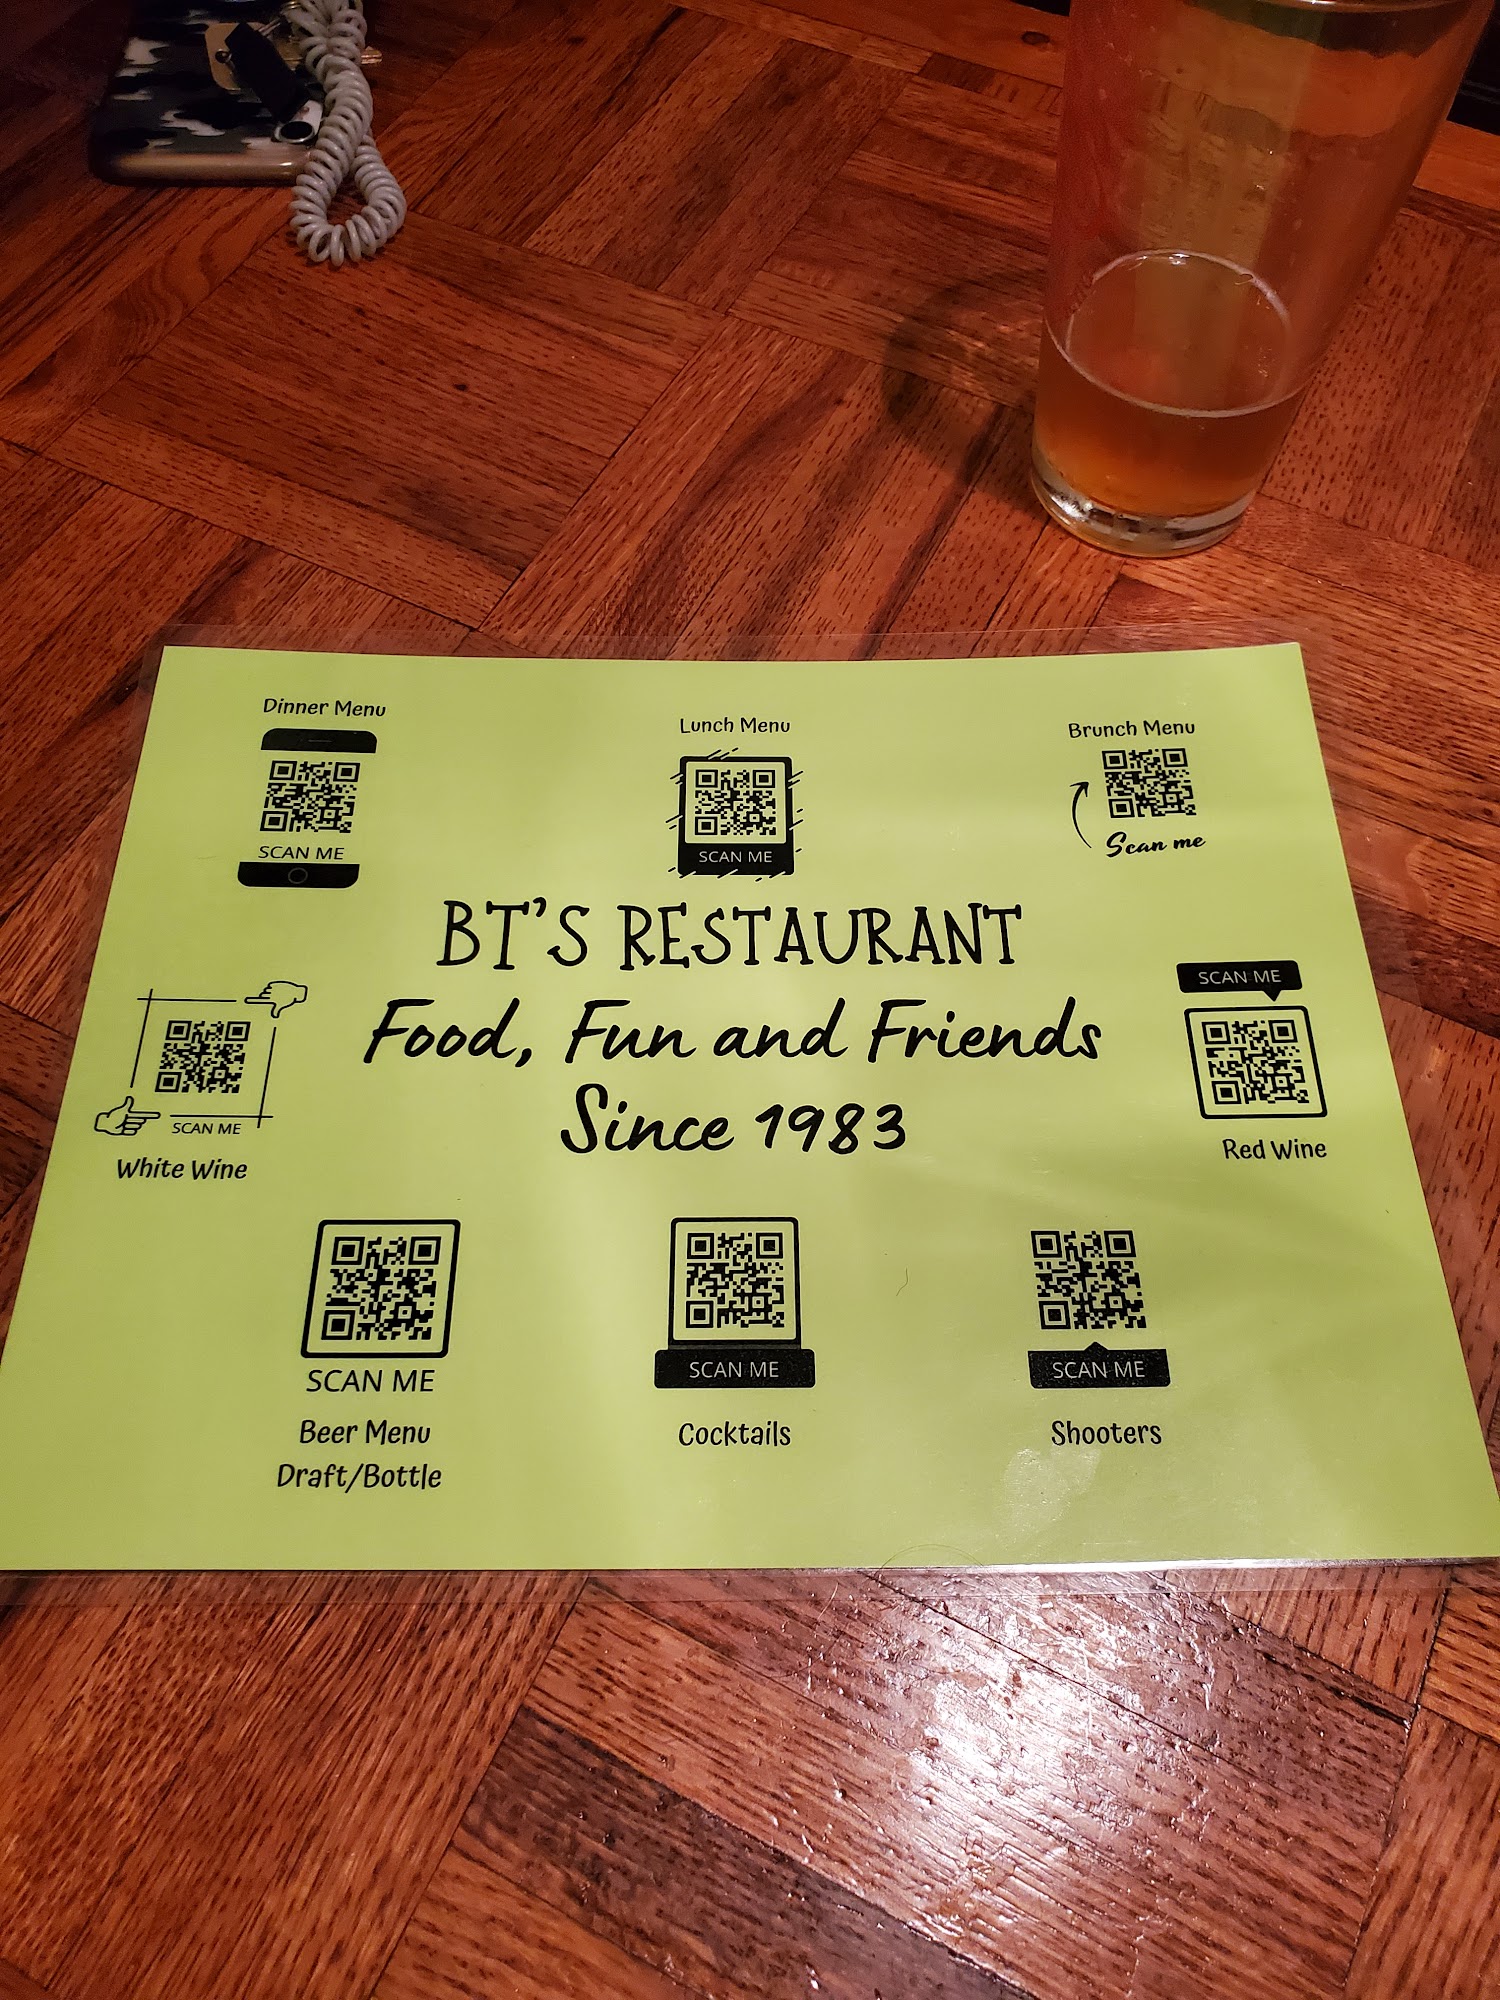 Dinner Menu
SCAN ME
Lunch Menu
SCAN ME
Brunch Menu
Scan me
BT'S RESTAURANT
Food, Fun and Friends
Since 1983
SCAN ME
White Wine
SCAN ME
Red Wine
SCAN ME
Beer Menu
Draft/Bottle
SCAN ME
Cocktails
SCAN ME
Shooters